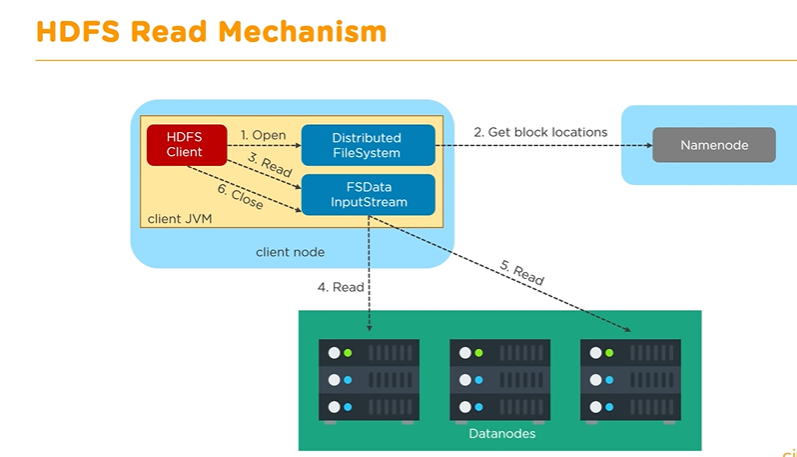 HDFS Read Mechanism
HDFS
Client
1. Open
Distributed
FileSystem
2. Get block locations
Namenode
3. Read
6. Close
FSData
InputStream
client JVM
client node
4. Read
5. Read
Datanodes